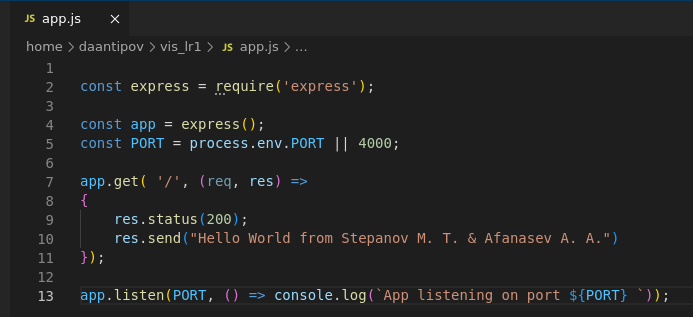 JS app.js ×
home > daantipov > vis_lr1 > JS app.js > ...
1
2 const express = require('express');
3
4 const app = express();
5 const PORT = process.env.PORT || 4000;
6
7 app.get( '/', (req, res) =>
8 {
9 res.status(200);
10 res.send("Hello World from Stepanov M. T. & Afanasev A. A.")
11 });
12
13 app.listen(PORT, () => console.log(`App listening on port ${PORT} `));